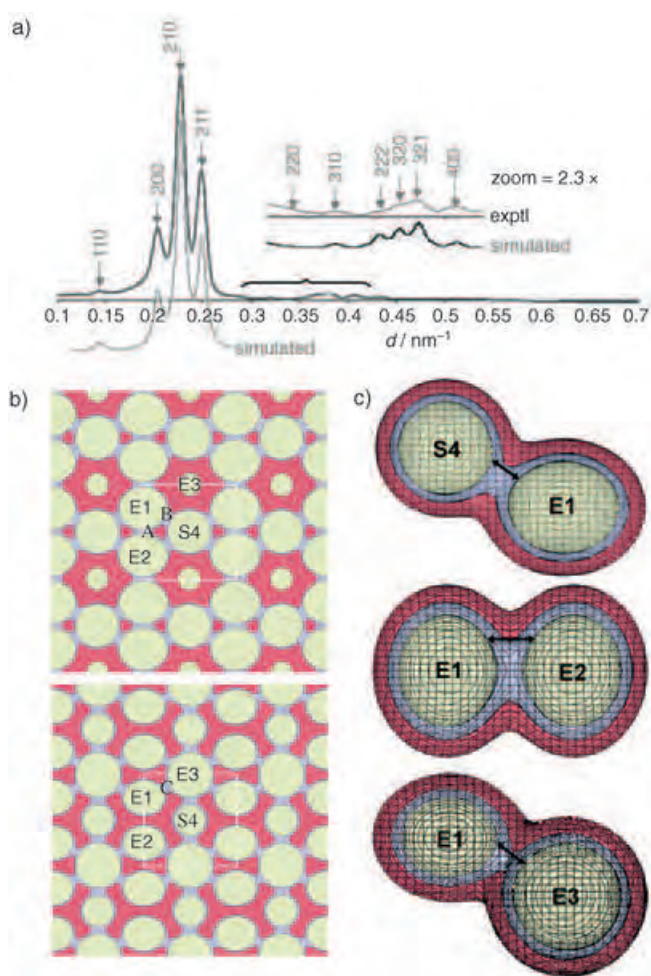 a)
110
200
210
211
220
310
222
320
321
400
zoom = 2.3 ×
exptl
simulated
0.1 0.15 0.2 0.25 0.3 0.35 0.4 0.45 0.5 0.55 0.6 0.65 0.7
d / nm⁻¹
simulated
b)
E3
E1 B
A S4
E2
E3
C
E1
S4
E2
c)
S4
E1
E1 E2
E1
E3